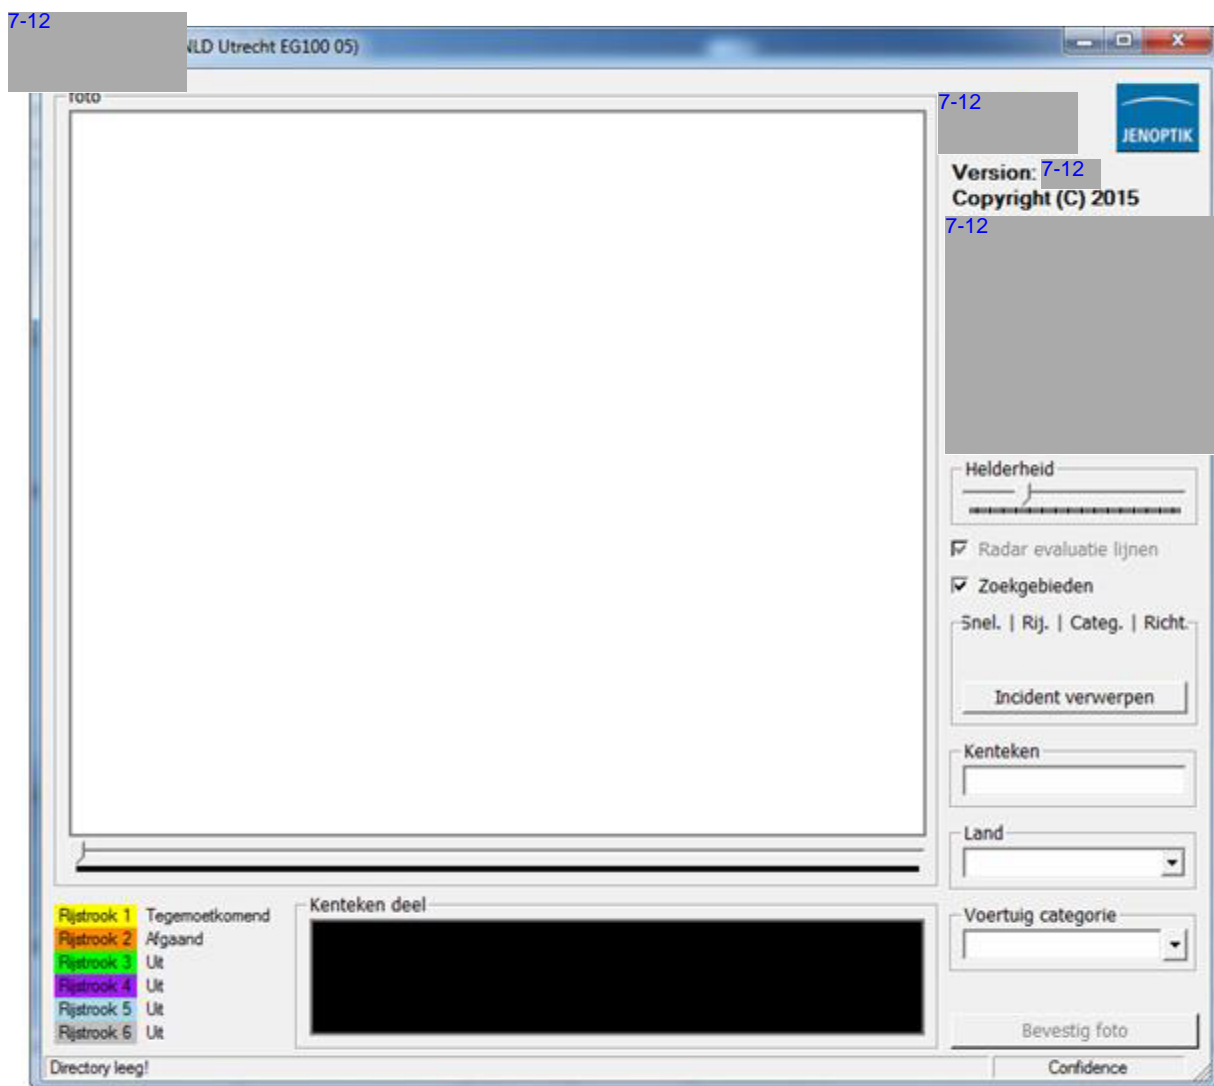 7-12
NLD Utrecht EG100 05)
foto
7-12
JENOPTIK
Version: 7-12
Copyright (C) 2015
7-12
Helderheid
Radar evaluatie lijnen
Zoekgebieden
Snel. | Rij. | Categ. | Richt.
Incident verwerpen
Kenteken
Land
Rijstrook 1 Tegemoetkomend
Rijstrook 2 Afgaand
Rijstrook 3 Uit
Rijstrook 4 Uit
Rijstrook 5 Uit
Rijstrook 6 Uit
Kenteken deel
Voertuig categorie
Bevestig foto
Directory leeg!
Confidence